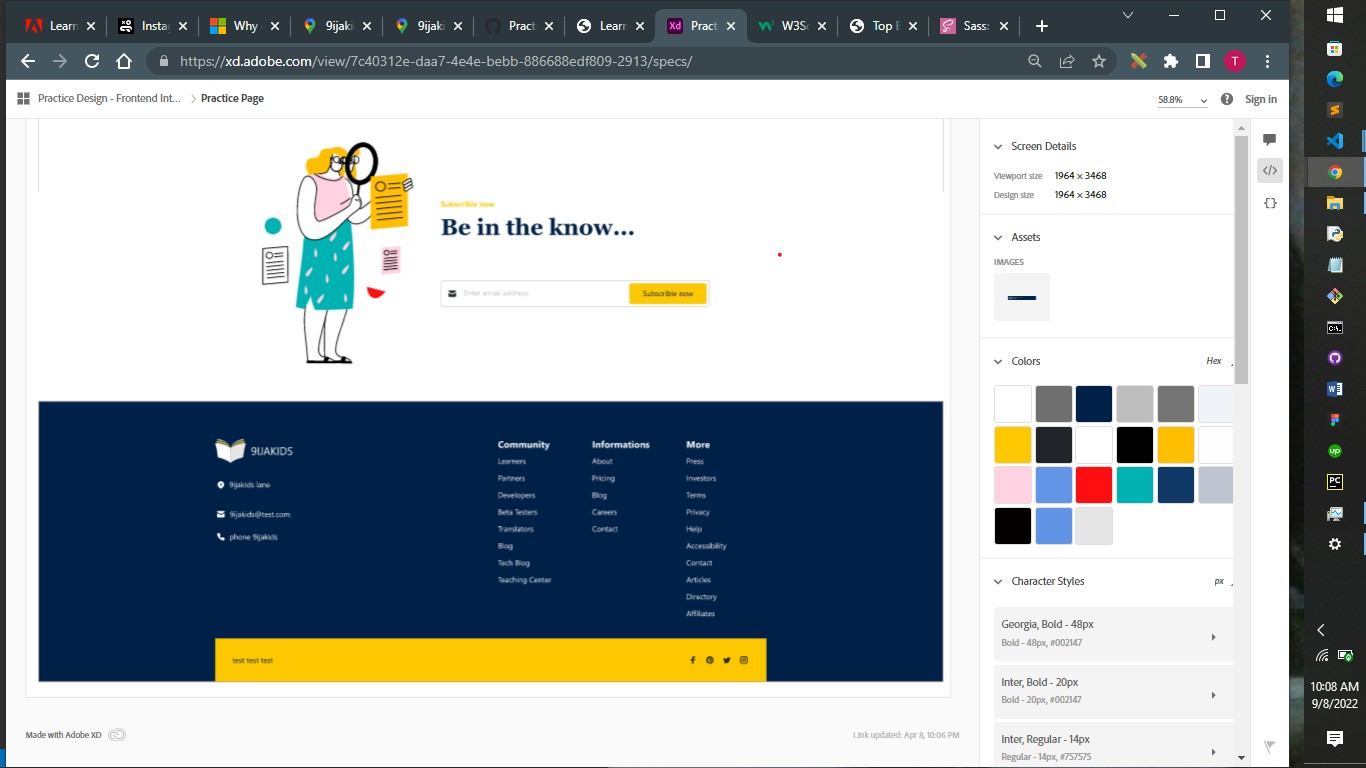 Learn
Insta
Why
9ijaki
9ijaki
Pract
Learn
Xd
Pract
W3Sc
Top
Sass:
https://xd.adobe.com/view/7c40312e-daa7-4e4e-bebb-886688edf809-2913/specs/
T
Practice Design - Frontend Int...
Practice Page
58.8%
Sign in
Subscrible now
Be in the know...
Enter email address
Subscrible now
9IJAKIDS
9ijakids lane
9ijakids@test.com
phone 9ijakids
Community
Learners
Partners
Developers
Beta Testers
Translators
Blog
Tech Blog
Teaching Center
Informations
About
Pricing
Blog
Careers
Contact
More
Press
Investors
Terms
Privacy
Help
Accessibility
Contact
Articles
Directory
Affiliates
test test test
Made with Adobe XD
Link updated: Apr 8, 10:06 PM
Screen Details
Viewport size 1964 x 3468
Design size 1964 x 3468
Assets
IMAGES
Colors
Hex
Character Styles
px
Georgia, Bold - 48px
Bold - 48px, #002147
Inter, Bold - 20px
Bold - 20px, #002147
Inter, Regular - 14px
Regular - 14px, #757575
up
PC
10:08 AM
9/8/2022